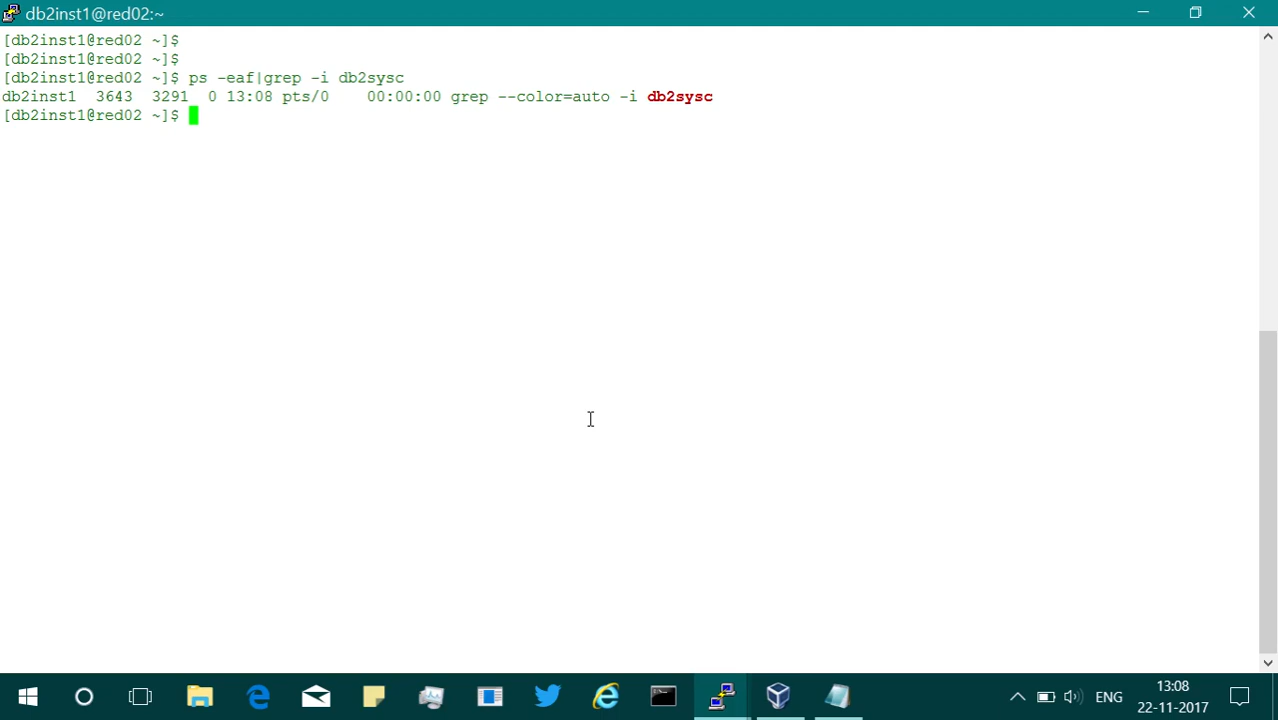 db2inst1@red02:~
[db2inst1@red02 ~]$
[db2inst1@red02 ~]$
[db2inst1@red02 ~]$ ps -eaf|grep -i db2sysc
db2inst1  3643  3291  0 13:08 pts/0    00:00:00 grep --color=auto -i db2sysc
[db2inst1@red02 ~]$
ENG
13:08
22-11-2017